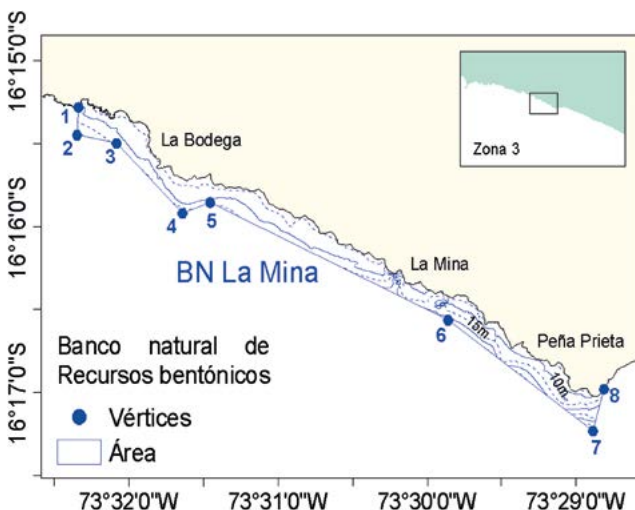 16°15'0"S
16°16'0"S
16°17'0"S
1
2
3
La Bodega
4
5
BN La Mina
La Mina
6
15m.
10m.
Peña Prieta
8
7
Zona 3
Banco natural de
Recursos bentónicos
Vértices
Área
73°32'0"W
73°31'0"W
73°30'0"W
73°29'0"W